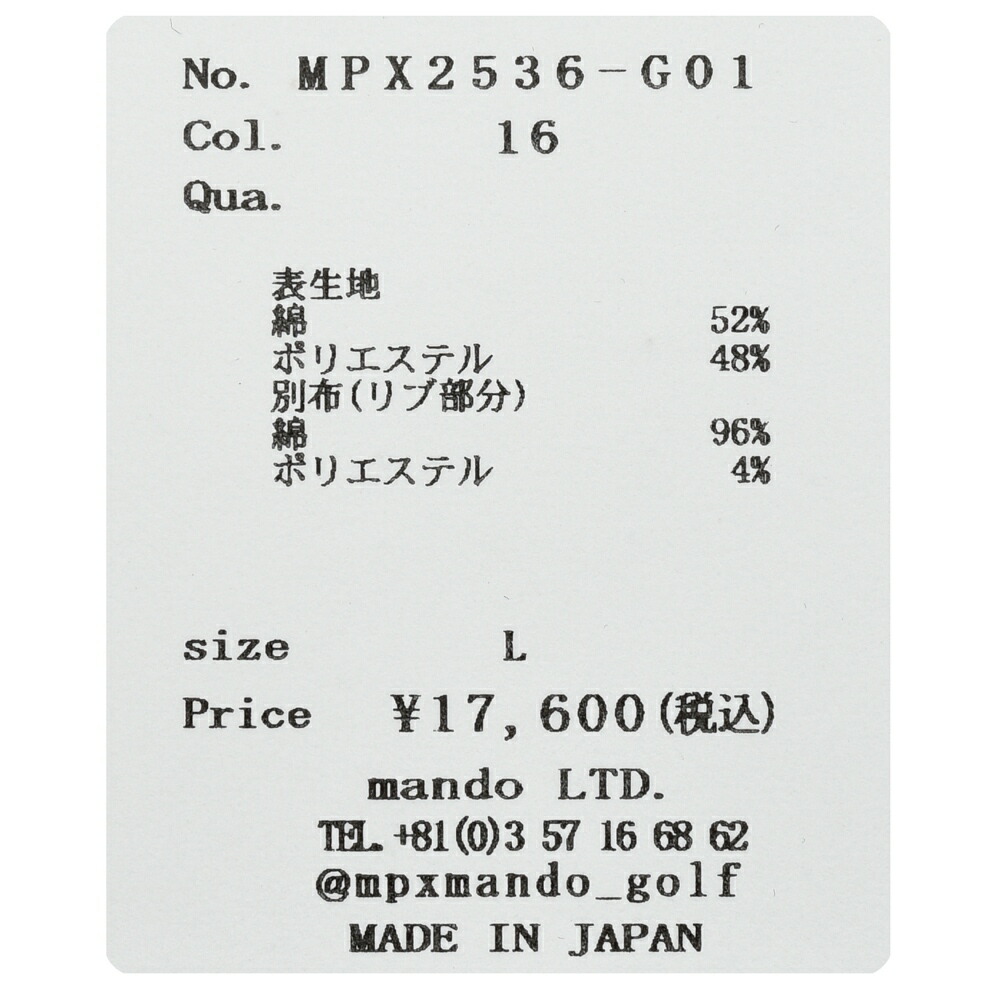 No. MPX2536-G01
Col. 16
Qua.
表生地
綿 52%
ポリエステル 48%
別布(リブ部分)
綿 96%
ポリエステル 4%
size L
Price ¥17,600(税込)
mando LTD.
TEL. +81(0)3 57 16 68 62
@mpxmando_golf
MADE IN JAPAN